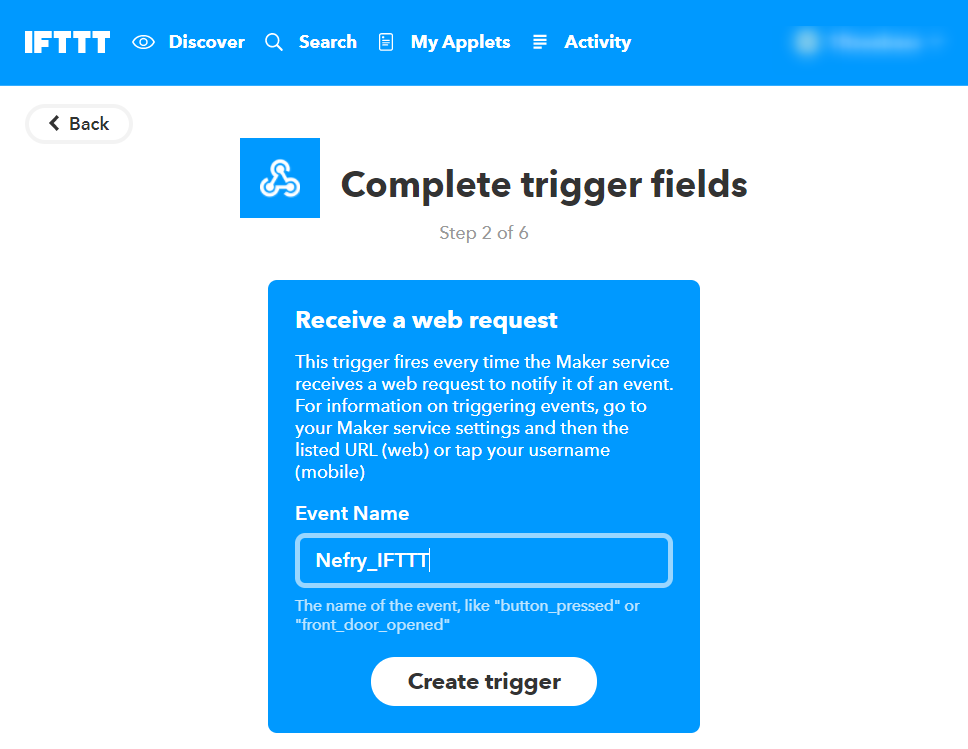 IFTTT Discover Search My Applets Activity
Back
Complete trigger fields
Step 2 of 6
Receive a web request
This trigger fires every time the Maker service
receives a web request to notify it of an event.
For information on triggering events, go to
your Maker service settings and then the
listed URL (web) or tap your username
(mobile)
Event Name
Nefry_IFTTT
The name of the event, like "button_pressed" or
"front_door_opened"
Create trigger